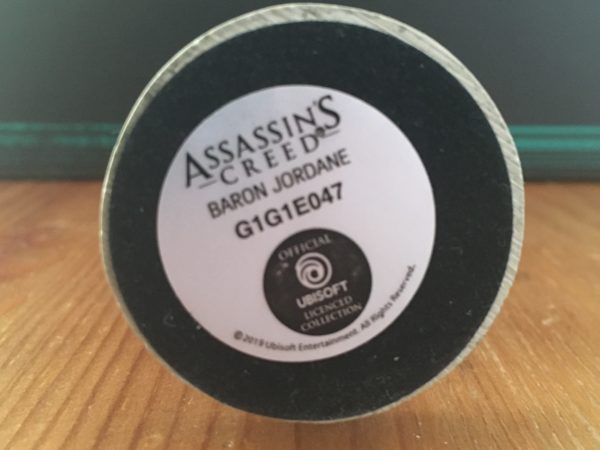 ASSASSIN'S
CREED
BARON JORDANE
G1G1E047
OFFICIAL
UBISOFT
LICENCED
COLLECTION
©2019 Ubisoft Entertainment. All Rights Reserved.